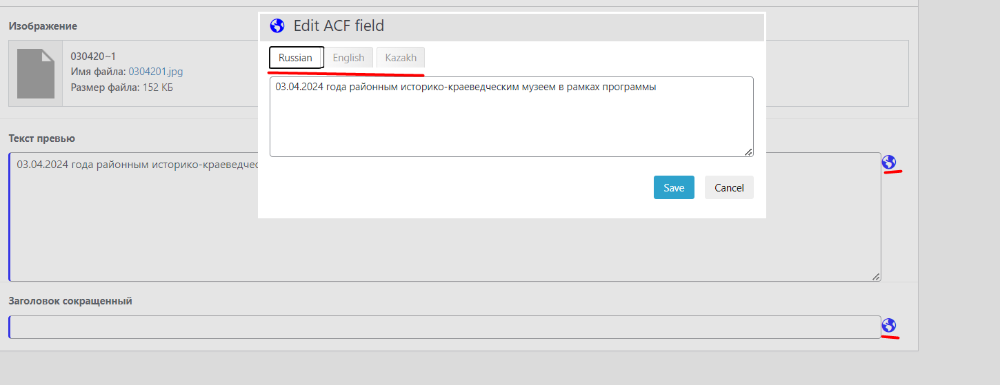 Изображение
030420~1
Имя файла: 0304201.jpg
Размер файла: 152 КБ
Edit ACF field
Russian English Kazakh
03.04.2024 года районным историко-краеведческим музеем в рамках программы
Save Cancel
Текст превью
03.04.2024 года районным историко-краеведчес
Заголовок сокращенный